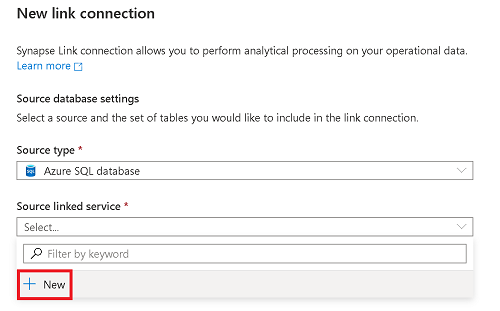 New link connection
Synapse Link connection allows you to perform analytical processing on your operational data.
Learn more
Source database settings
Select a source and the set of tables you would like to include in the link connection.
Source type *
SQL Azure SQL database
Source linked service *
Select...
Filter by keyword
New